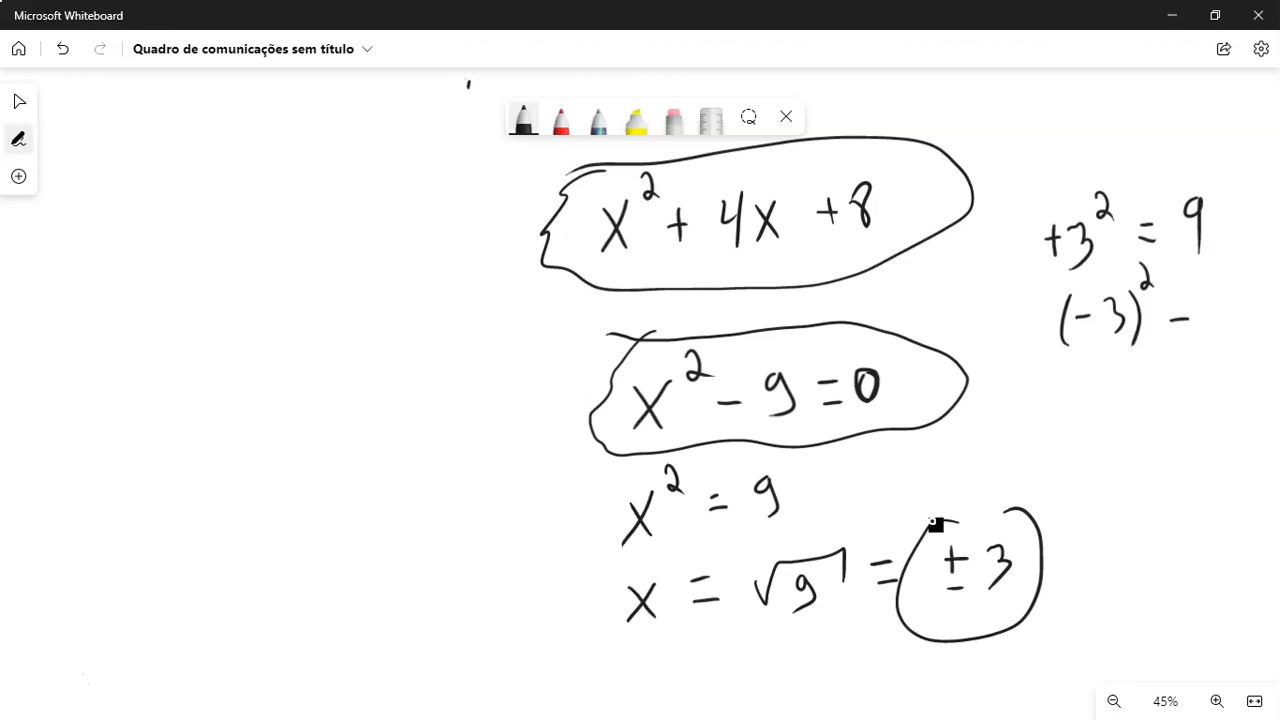 Microsoft Whiteboard
Quadro de comunicações sem título
x² + 4x + 8
+3² = 9
(-3)² -
x² - 9 = 0
x² = 9
x = √9 = ± 3
45%